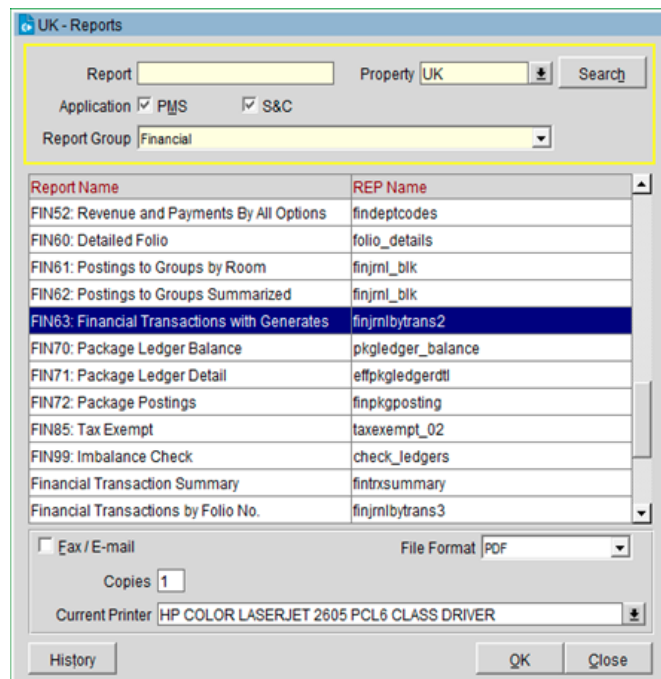 UK - Reports
Report Property UK Search
Application PMS S&C
Report Group Financial
Report Name REP Name
FIN52: Revenue and Payments By All Options findeptcodes
FIN60: Detailed Folio folio_details
FIN61: Postings to Groups by Room finjrnl_blk
FIN62: Postings to Groups Summarized finjrnl_blk
FIN63: Financial Transactions with Generates finjrnlbytrans2
FIN70: Package Ledger Balance pkgledger_balance
FIN71: Package Ledger Detail effpkgledgerdtl
FIN72: Package Postings finpkgposting
FIN85: Tax Exempt taxexempt_02
FIN99: Imbalance Check check_ledgers
Financial Transaction Summary fintrxsummary
Financial Transactions by Folio No. finjrnlbytrans3
Fax / E-mail File Format PDF
Copies 1
Current Printer HP COLOR LASERJET 2605 PCL6 CLASS DRIVER
History OK Close